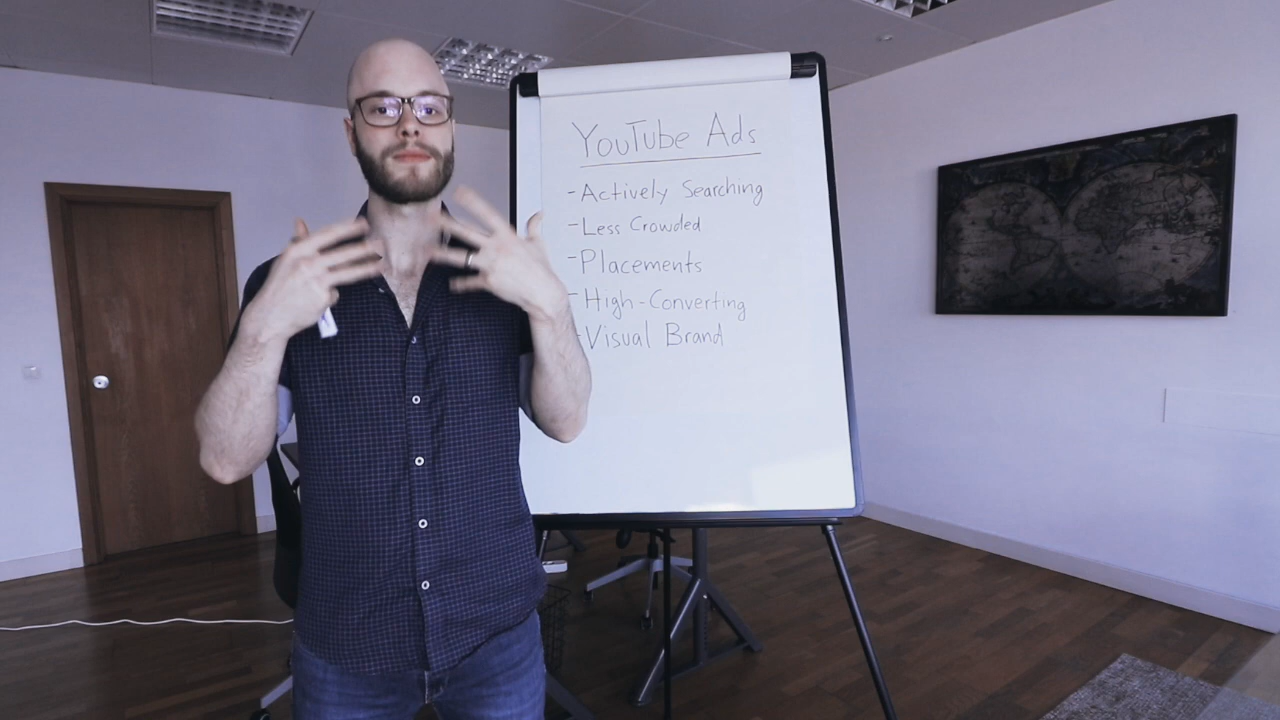 YouTube Ads
- Actively Searching
- Less Crowded
- Placements
- High-Converting
- Visual Brand